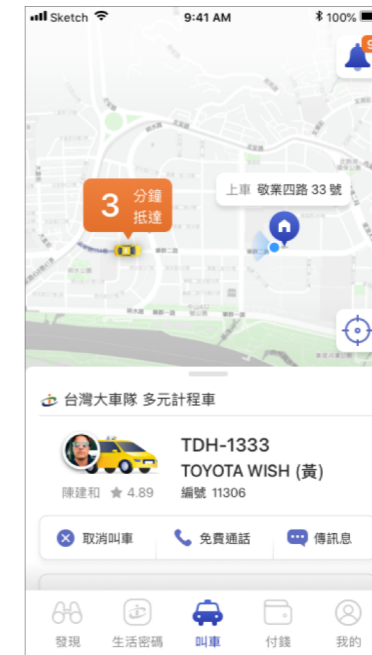 Sketch
9:41 AM
100%
9
3 分鐘
抵達
上車 敬業四路 33 號
台灣大車隊 多元計程車
TDH-1333
TOYOTA WISH (黃)
陳建和 ★ 4.89
編號 11306
取消叫車
免費通話
傳訊息
發現
生活密碼
叫車
付錢
我的